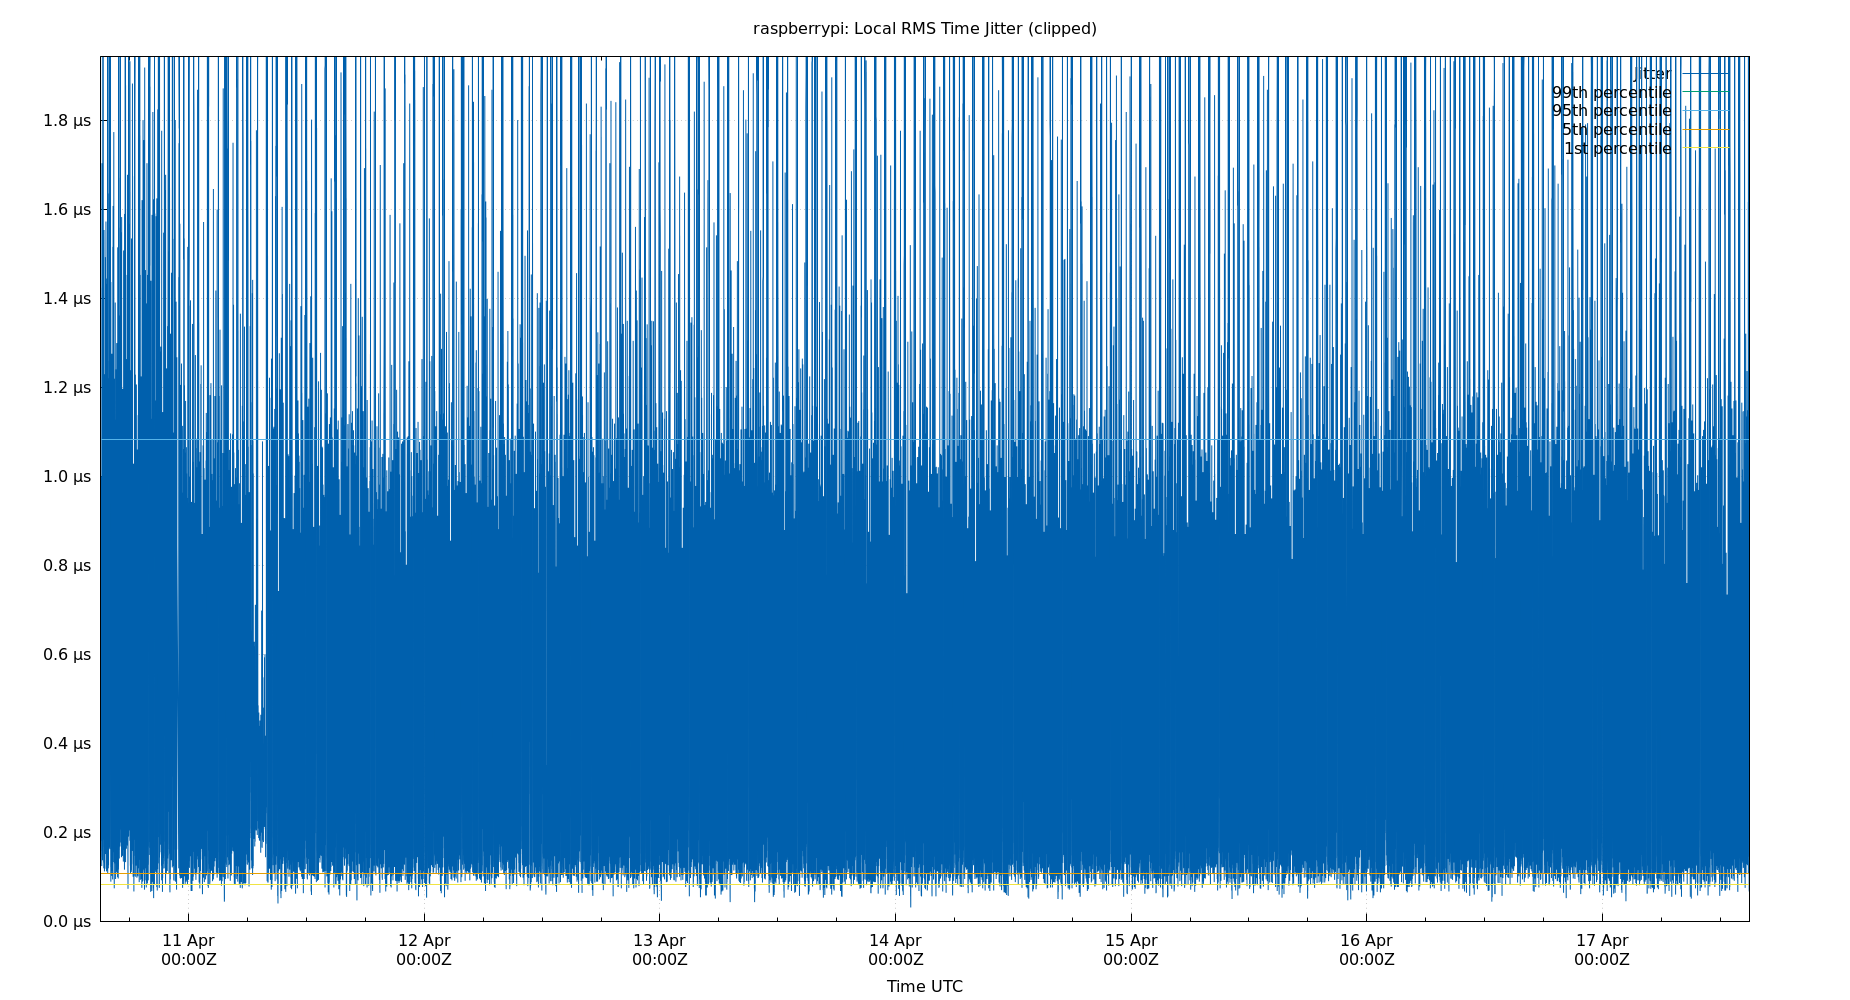 raspberrypi: Local RMS Time Jitter (clipped)
Jitter
99th percentile
95th percentile
5th percentile
1st percentile
1.8 µs
1.6 µs
1.4 µs
1.2 µs
1.0 µs
0.8 µs
0.6 µs
0.4 µs
0.2 µs
0.0 µs
11 Apr 12 Apr 13 Apr 14 Apr 15 Apr 16 Apr 17 Apr
00:00Z 00:00Z 00:00Z 00:00Z 00:00Z 00:00Z 00:00Z
Time UTC